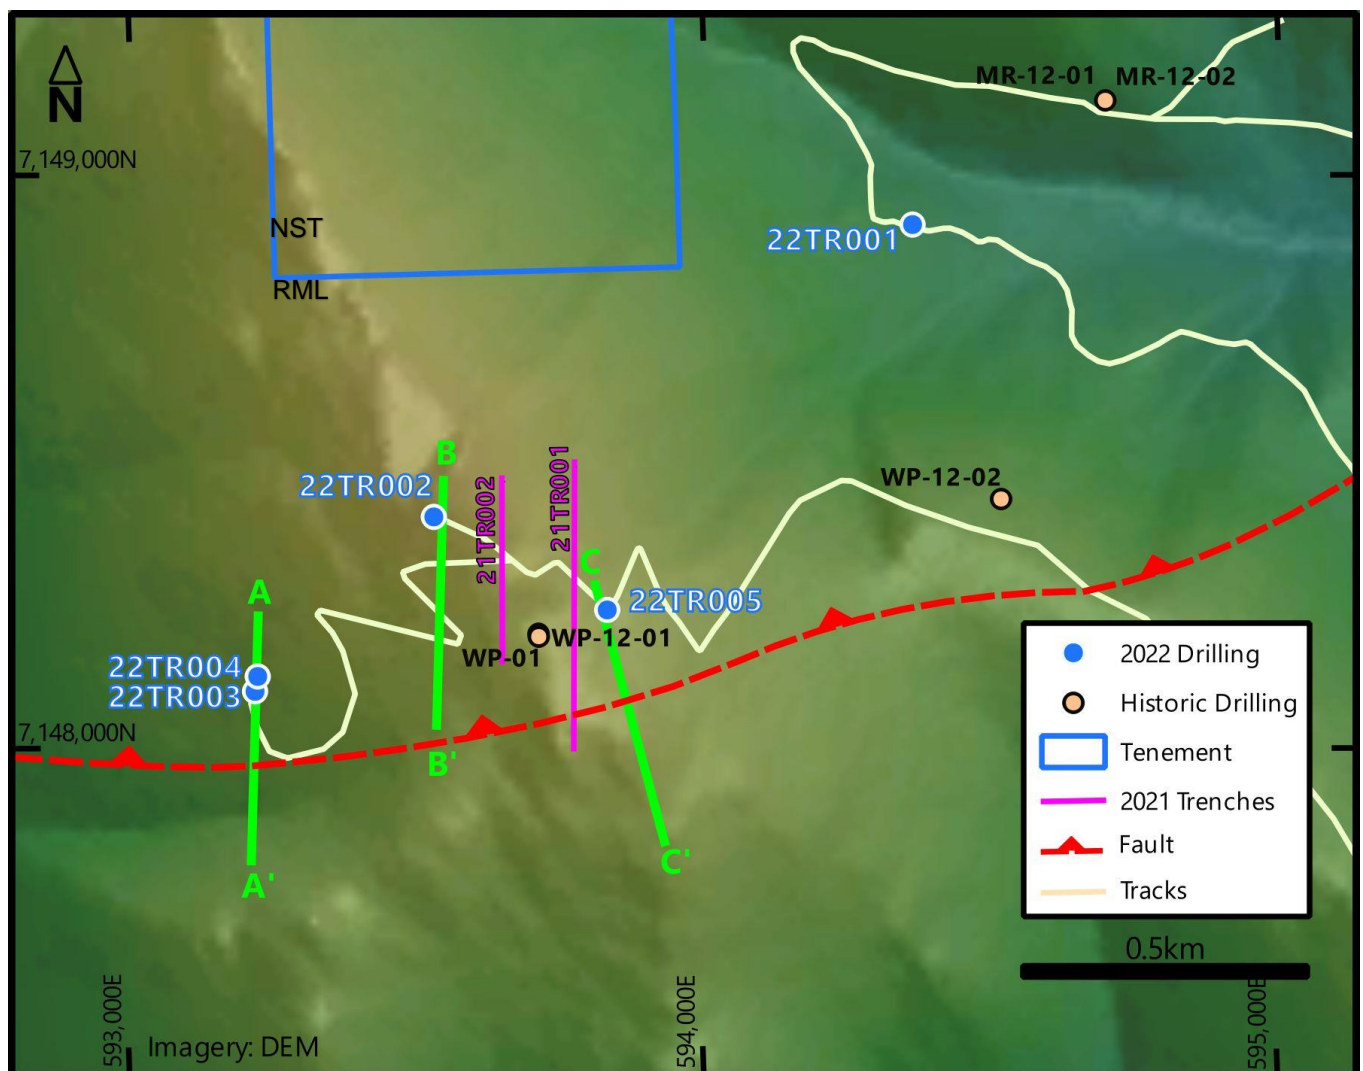 N
MR-12-01 MR-12-02
7,149,000N
NST
22TR001
RML
B
22TR002
21TR002
21TR001
WP-12-02
C
A
22TR005
WP-12-01
WP-01
22TR004
22TR003
7,148,000N
B'
C'
A'
2022 Drilling
Historic Drilling
Tenement
2021 Trenches
Fault
Tracks
0.5km
593,000E
594,000E
595,000E
Imagery: DEM